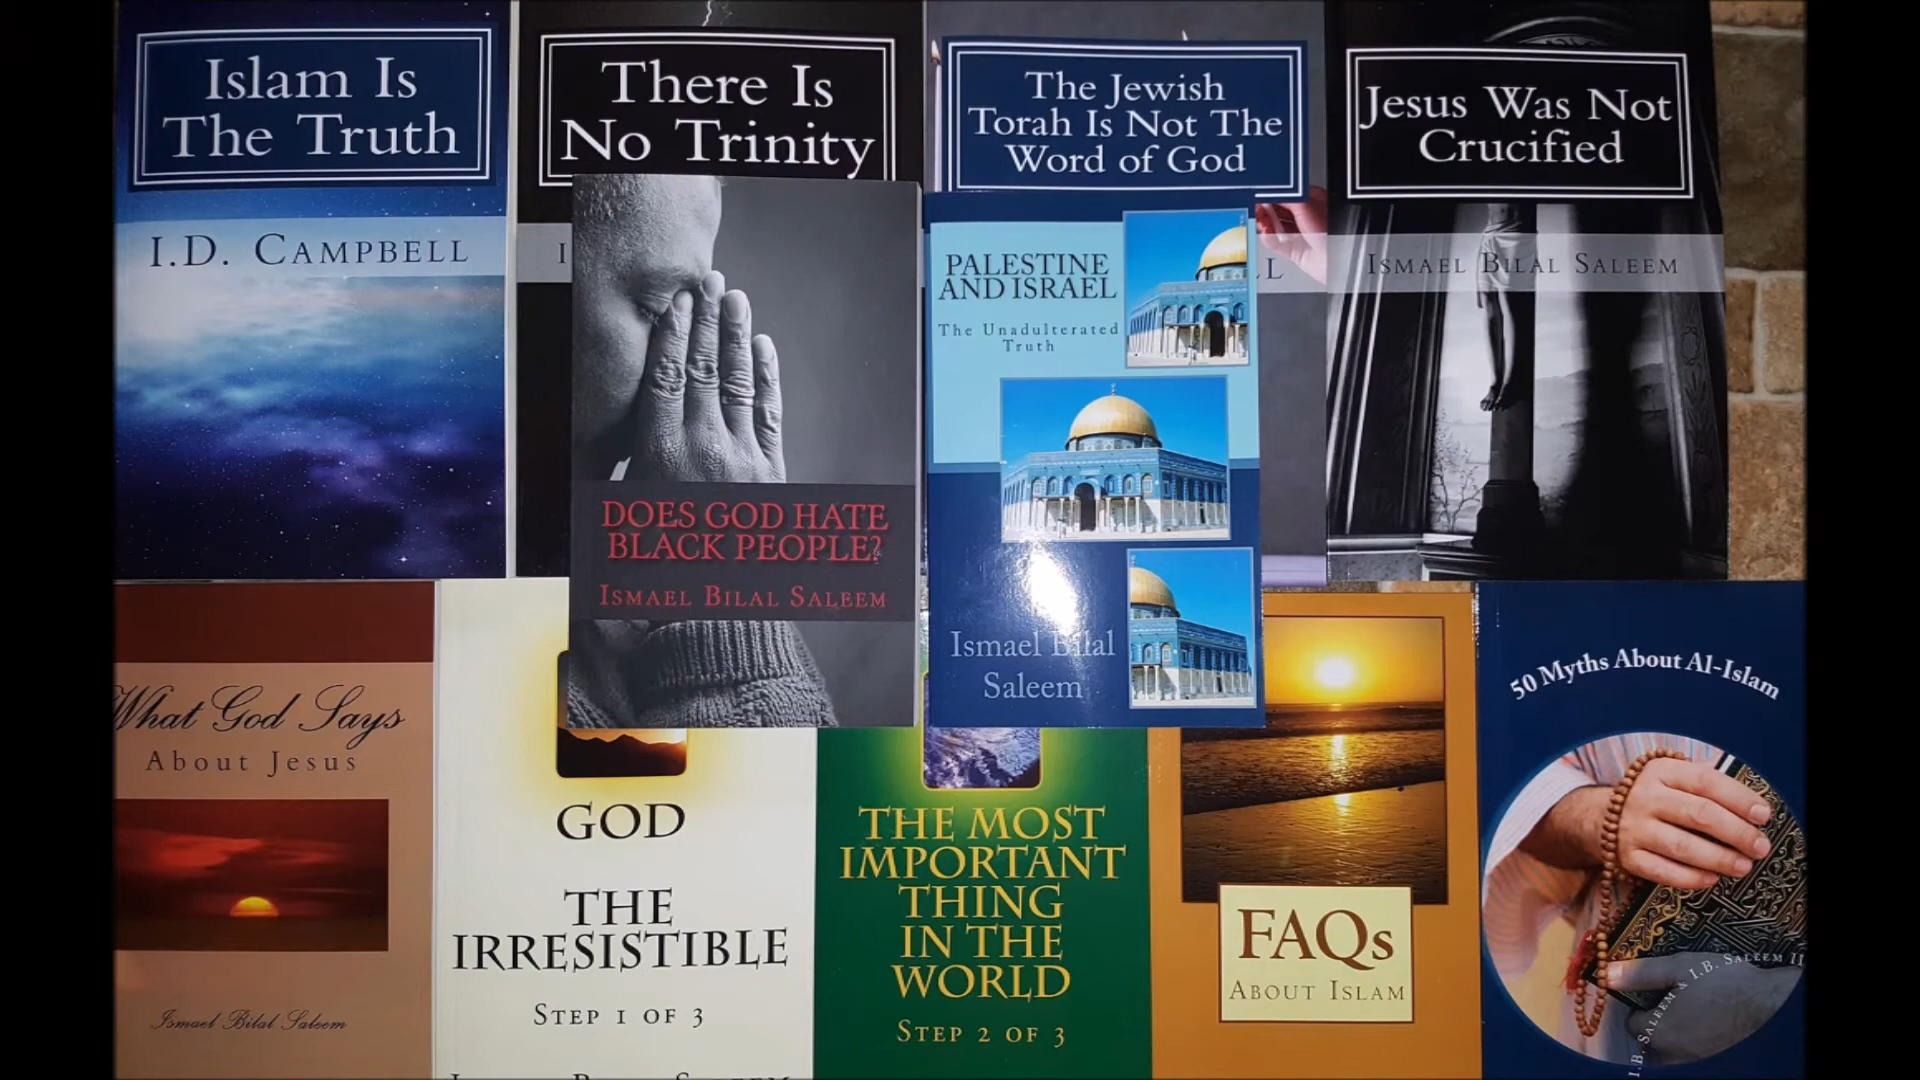 Islam Is
The Truth
I.D. Campbell
There Is
No Trinity
The Jewish
Torah Is Not The
Word of God
Jesus Was Not
Crucified
Ismael Bilal Saleem
DOES GOD HATE
BLACK PEOPLE?
Ismael Bilal Saleem
PALESTINE
AND ISRAEL
The Unadulterated
Truth
Ismael Bilal
Saleem
What God Says
About Jesus
Ismael Bilal Saleem
GOD
THE
IRRESISTIBLE
Step 1 of 3
THE MOST
IMPORTANT
THING
IN THE
WORLD
Step 2 of 3
FAQs
About Islam
50 Myths About Al-Islam
I.B. Saleem & I.B. Saleem II